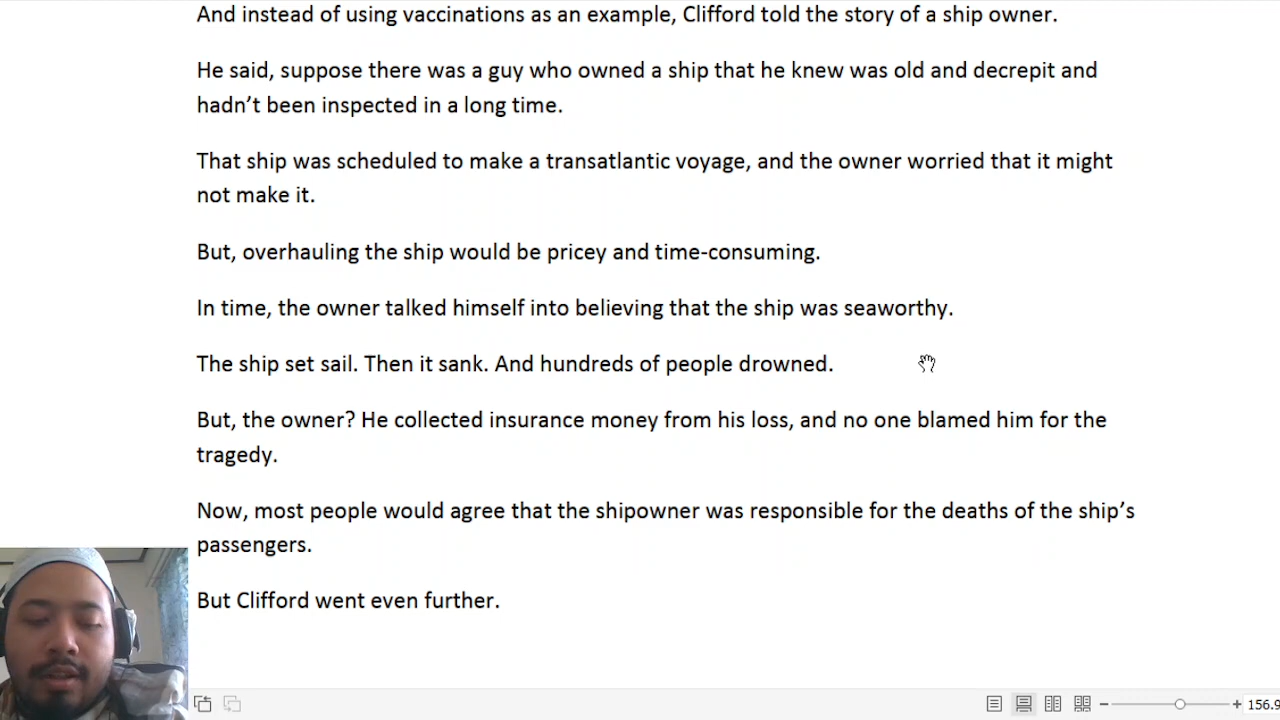 And instead of using vaccinations as an example, Clifford told the story of a ship owner.
He said, suppose there was a guy who owned a ship that he knew was old and decrepit and
hadn’t been inspected in a long time.
That ship was scheduled to make a transatlantic voyage, and the owner worried that it might
not make it.
But, overhauling the ship would be pricey and time-consuming.
In time, the owner talked himself into believing that the ship was seaworthy.
The ship set sail. Then it sank. And hundreds of people drowned.
But, the owner? He collected insurance money from his loss, and no one blamed him for the
tragedy.
Now, most people would agree that the shipowner was responsible for the deaths of the ship’s
passengers.
But Clifford went even further.
156.9